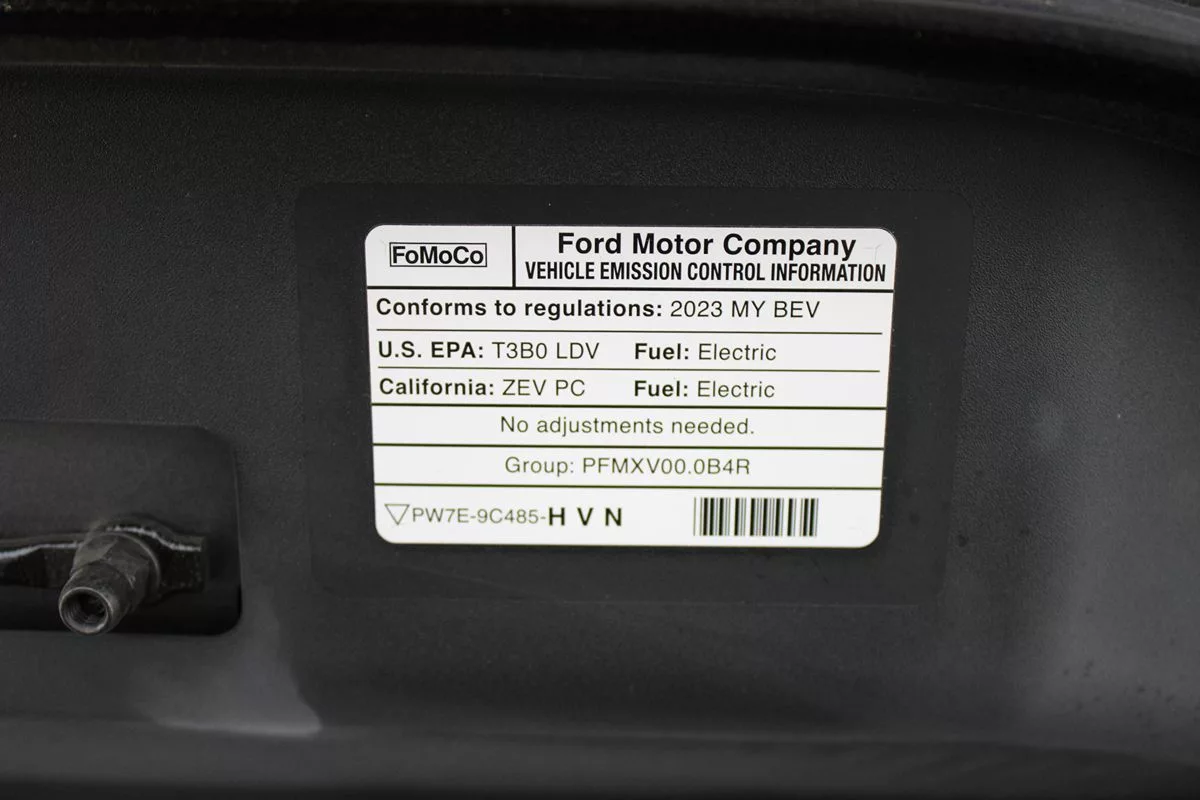 FoMoCo
Ford Motor Company
VEHICLE EMISSION CONTROL INFORMATION
Conforms to regulations: 2023 MY BEV
U.S. EPA: T3B0 LDV Fuel: Electric
California: ZEV PC Fuel: Electric
No adjustments needed.
Group: PFMXV00.0B4R
PW7E-9C485-H V N